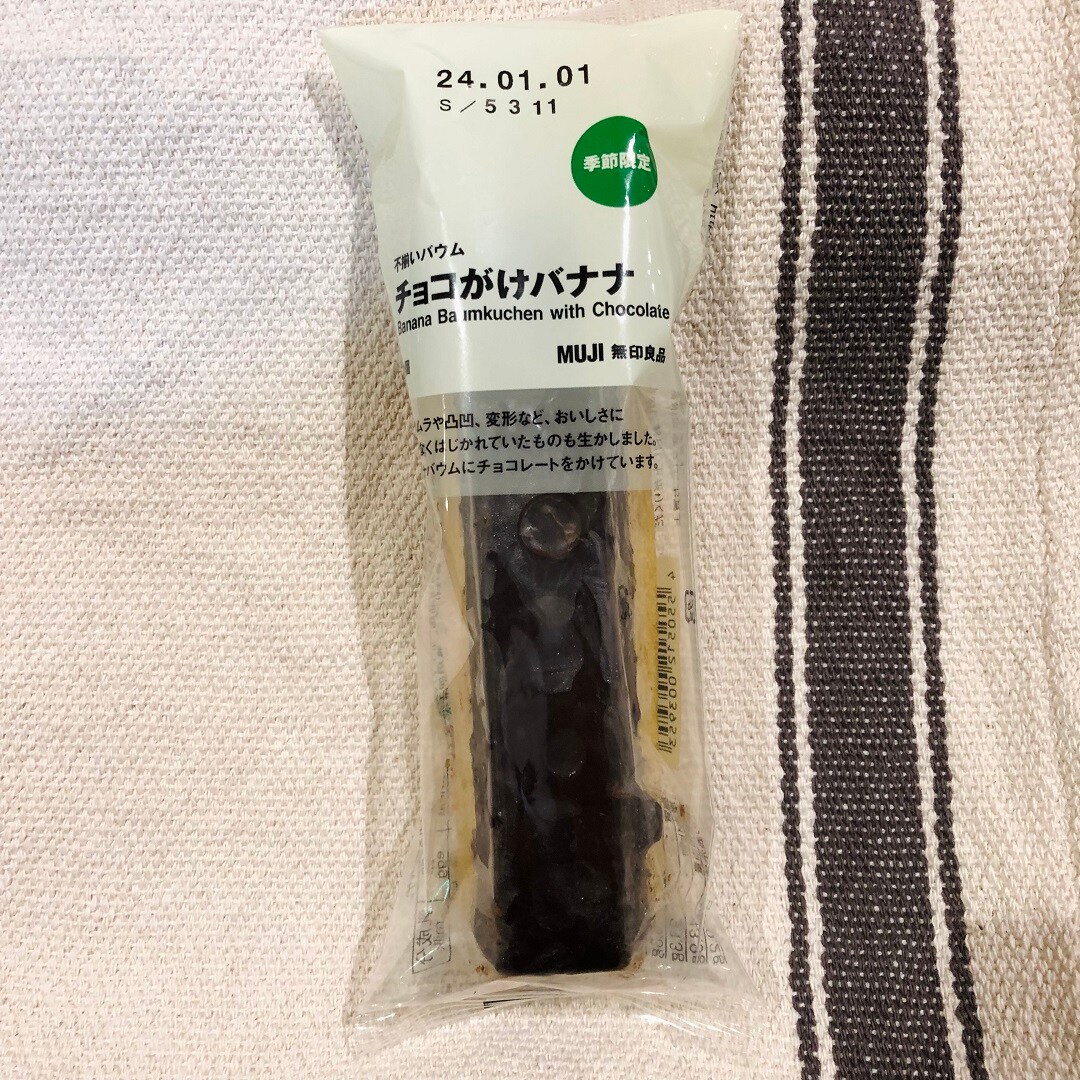 24.01.01
S/5311
季節限定
不揃いバウム
チョコがけバナナ
Banana Baumkuchen with Chocolate
MUJI 無印良品
ムラや凸凹、変形など、おいしさに
なくはじかれていたものも生かしました。
バウムにチョコレートをかけています。
4 550512 003953